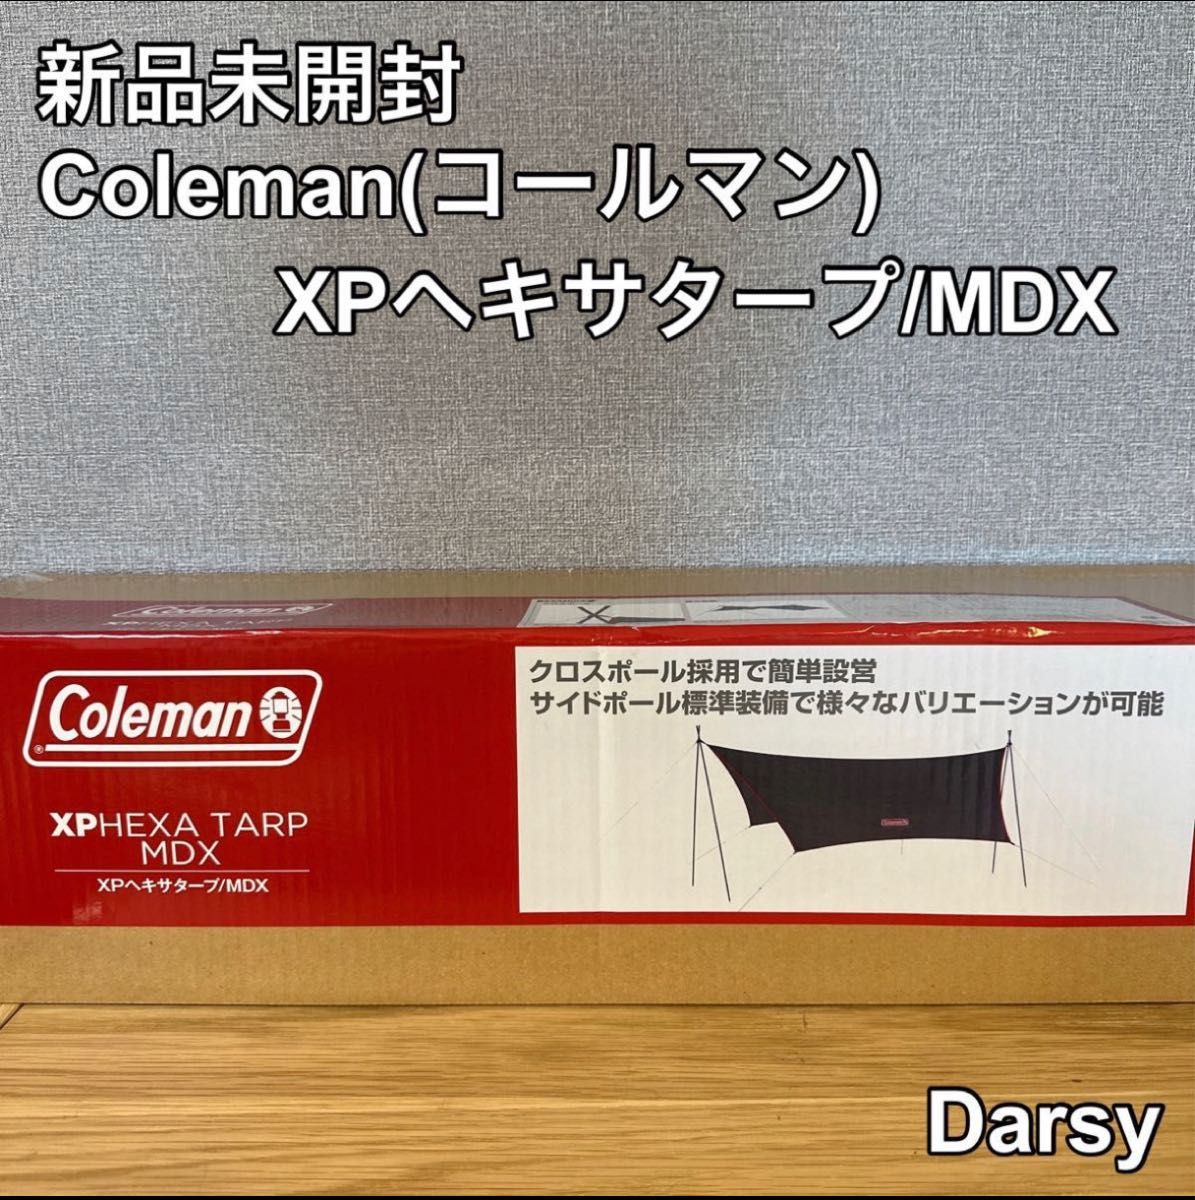 新品未開封
Coleman(コールマン)
XPヘキサタープ/MDX
Coleman
クロスポール採用で簡単設営
サイドポール標準装備で様々なバリエーションが可能
Coleman®
XPHEXA TARP
MDX
XPヘキサタープ/MDX
Coleman
Darsy